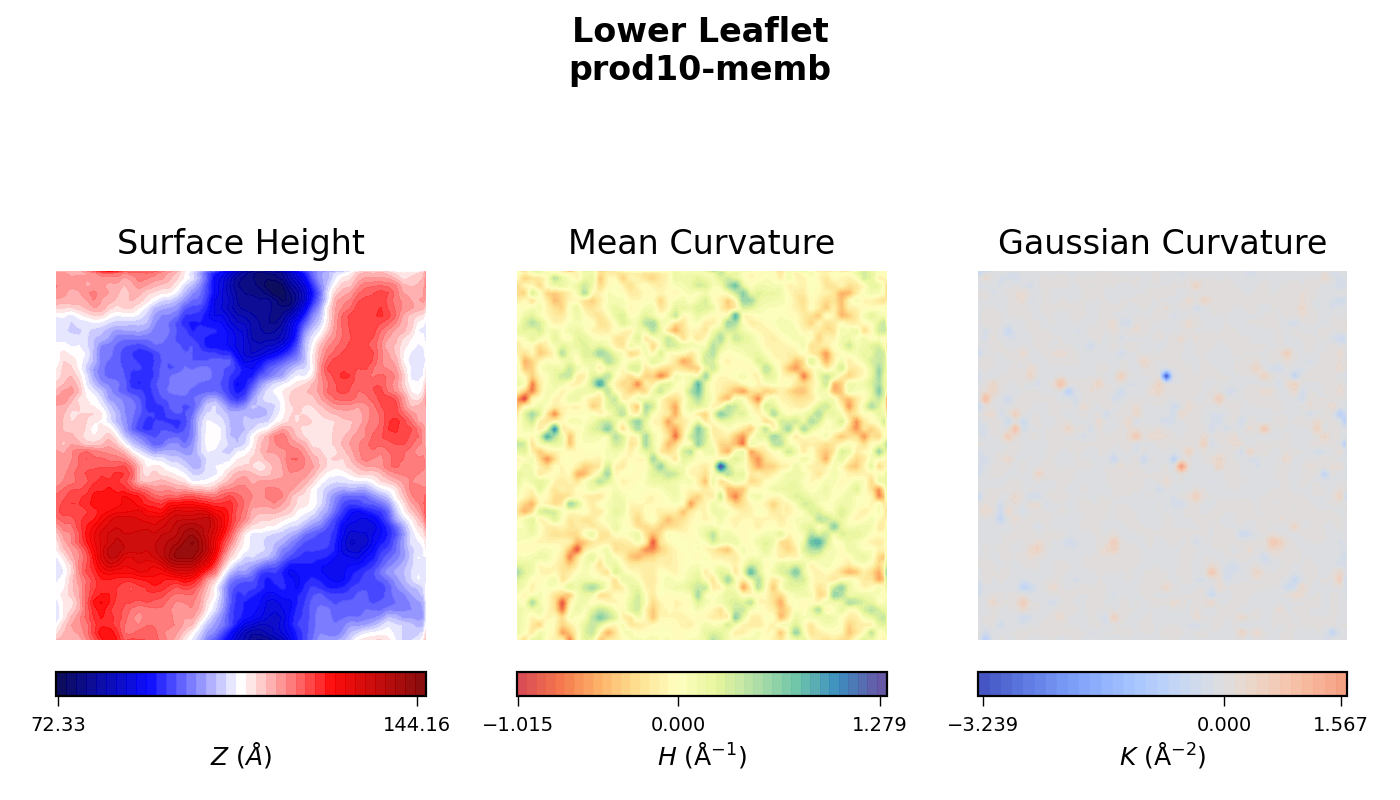 Lower Leaflet
prod10-memb
Surface Height
Mean Curvature
Gaussian Curvature
72.33 144.16
−1.015 0.000 1.279
−3.239 0.000 1.567
Z (Å)
H (Å⁻¹)
K (Å⁻²)